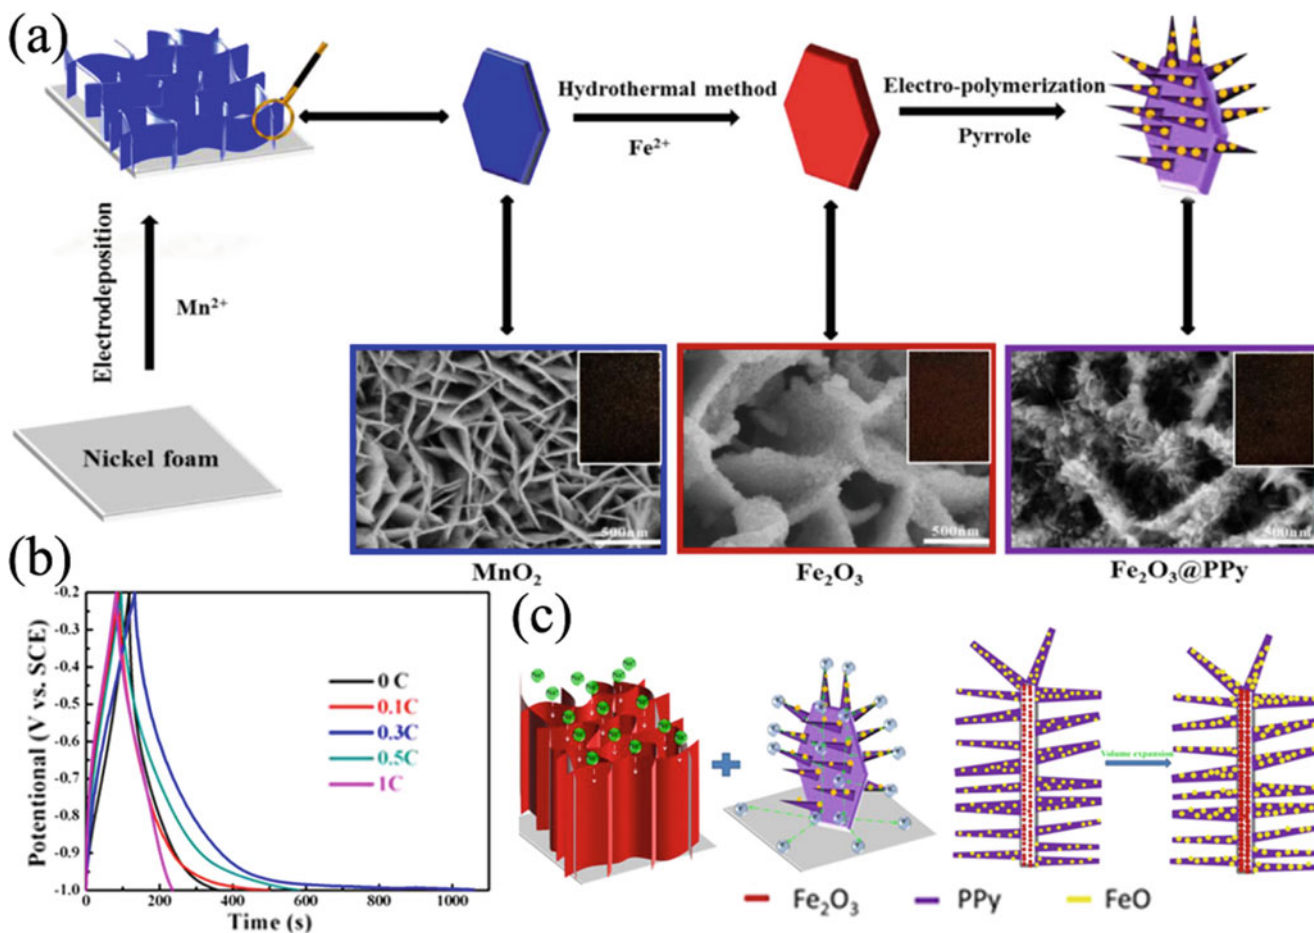 (a)
Electrodeposition
Mn²⁺
Nickel foam
Hydrothermal method
Fe²⁺
Electro-polymerization
Pyrrole
500nm
500nm
500nm
MnO₂
Fe₂O₃
Fe₂O₃@PPy
(b)
Potentional (V vs. SCE)
-0.2
-0.3
-0.4
-0.5
-0.6
-0.7
-0.8
-0.9
-1.0
0 C
0.1C
0.3C
0.5C
1C
0 200 400 600 800 1000
Time (s)
(c)
Volume expansion
Fe₂O₃ PPy FeO